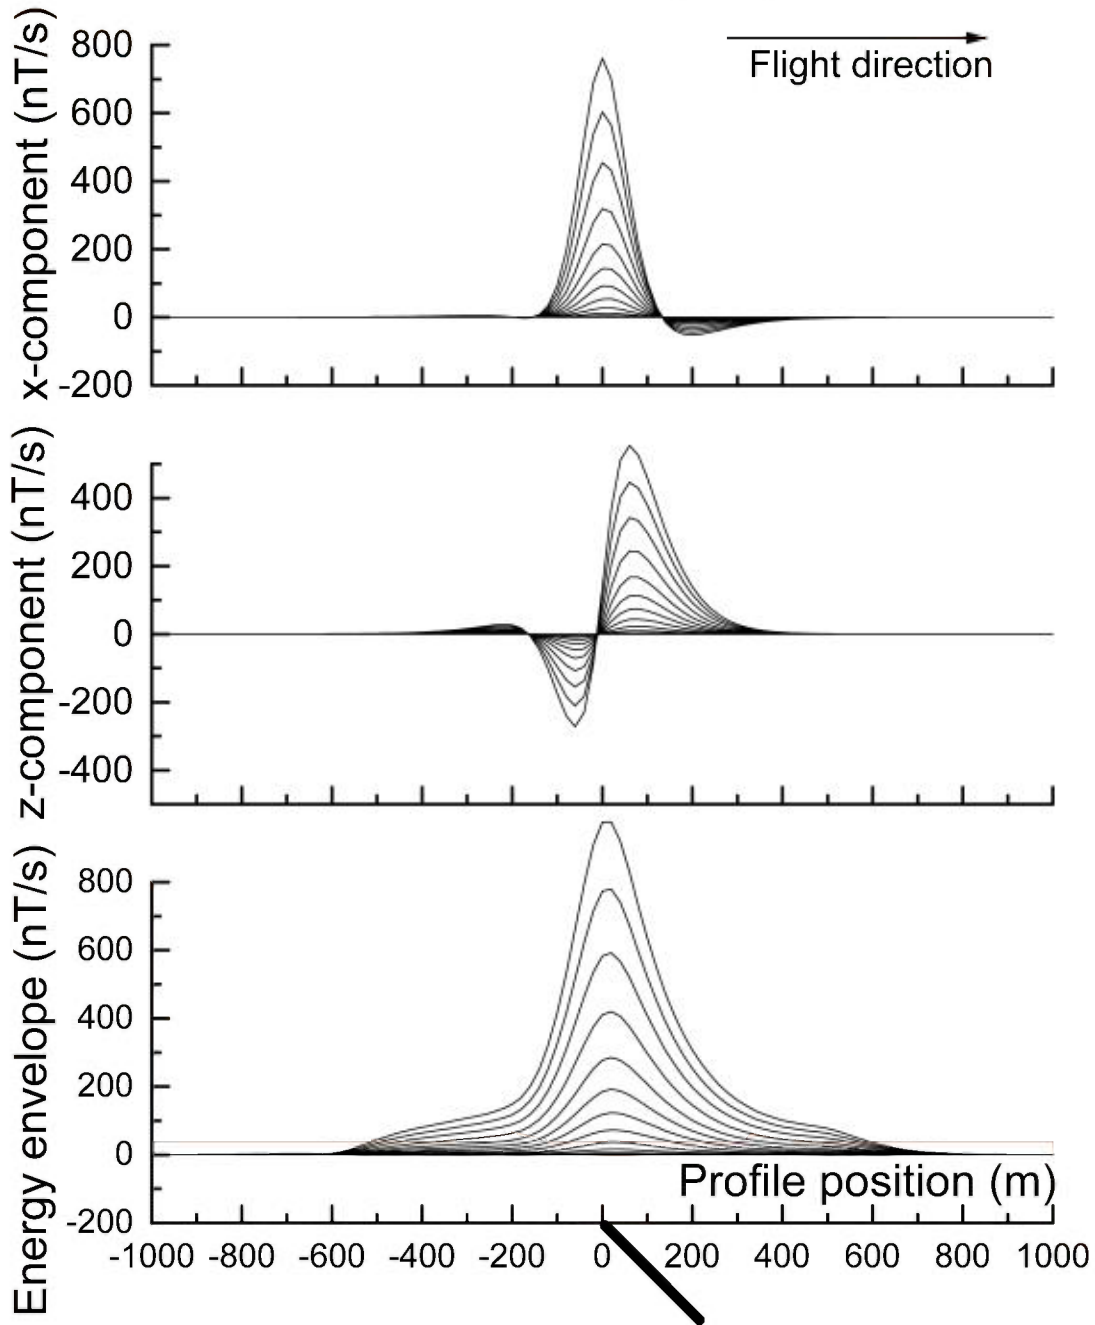 x-component (nT/s)
800
600
400
200
0
-200
Flight direction
z-component (nT/s)
400
200
0
-200
-400
Energy envelope (nT/s)
800
600
400
200
0
-200
Profile position (m)
-1000 -800 -600 -400 -200 0 200 400 600 800 1000